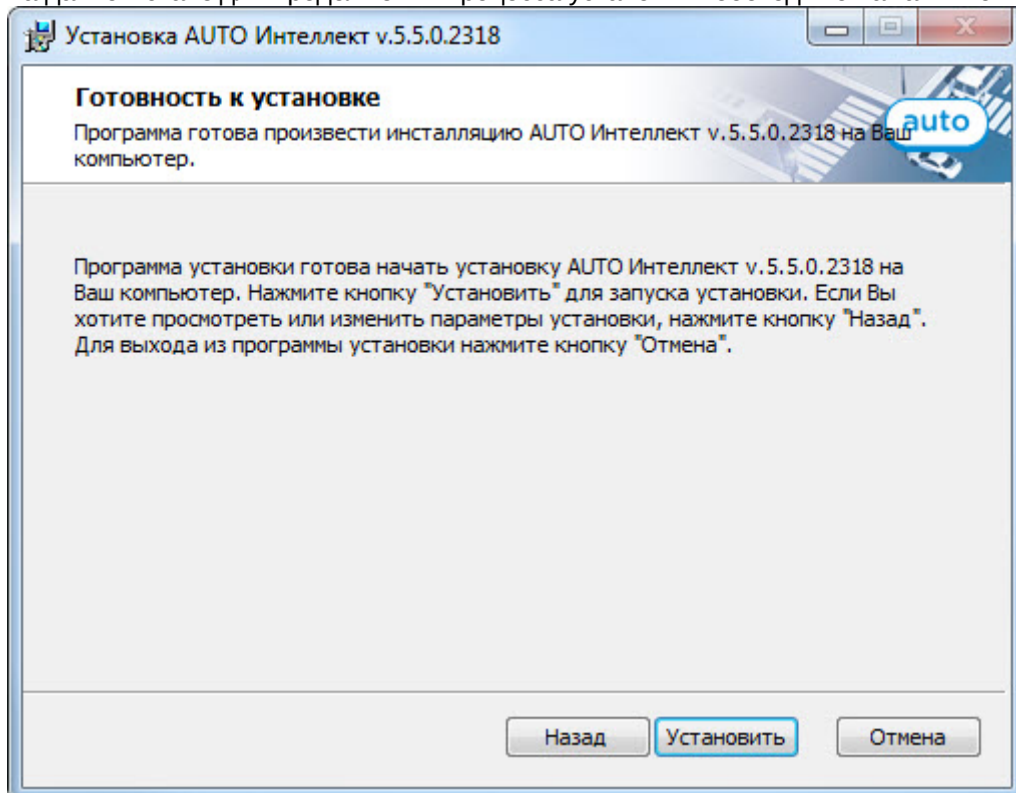 Установка AUTO Интеллект v.5.5.0.2318
Готовность к установке
Программа готова произвести инсталляцию AUTO Интеллект v.5.5.0.2318 на Ваш
компьютер.
auto
Программа установки готова начать установку AUTO Интеллект v.5.5.0.2318 на
Ваш компьютер. Нажмите кнопку "Установить" для запуска установки. Если Вы
хотите просмотреть или изменить параметры установки, нажмите кнопку "Назад".
Для выхода из программы установки нажмите кнопку "Отмена".
Назад Установить Отмена